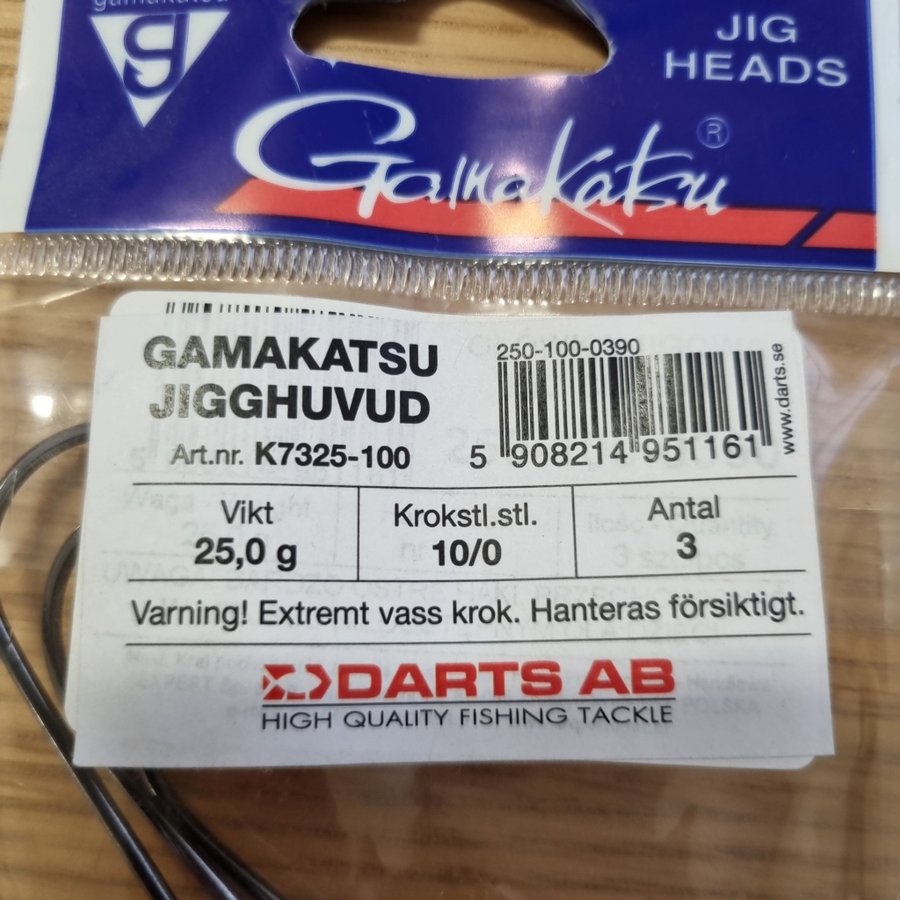 gamakatsu
JIG
HEADS
Gamakatsu ®
GAMAKATSU
JIGGHUVUD
Art.nr. K7325-100
250-100-0390
5 908214 951161
www.darts.se
Vikt
25,0 g
Krokstl.stl.
10/0
Antal
3
Varning! Extremt vass krok. Hanteras försiktigt.
DARTS AB
HIGH QUALITY FISHING TACKLE